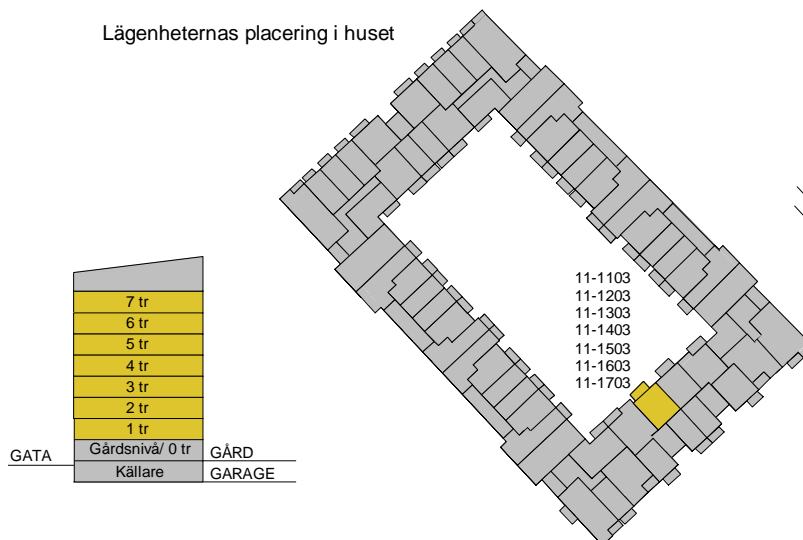 Lägenheternas placering i huset
11-1103
11-1203
11-1303
11-1403
11-1503
11-1603
11-1703
7 tr
6 tr
5 tr
4 tr
3 tr
2 tr
1 tr
Gårdsnivå/ 0 tr
GATA
GÅRD
Källare
GARAGE